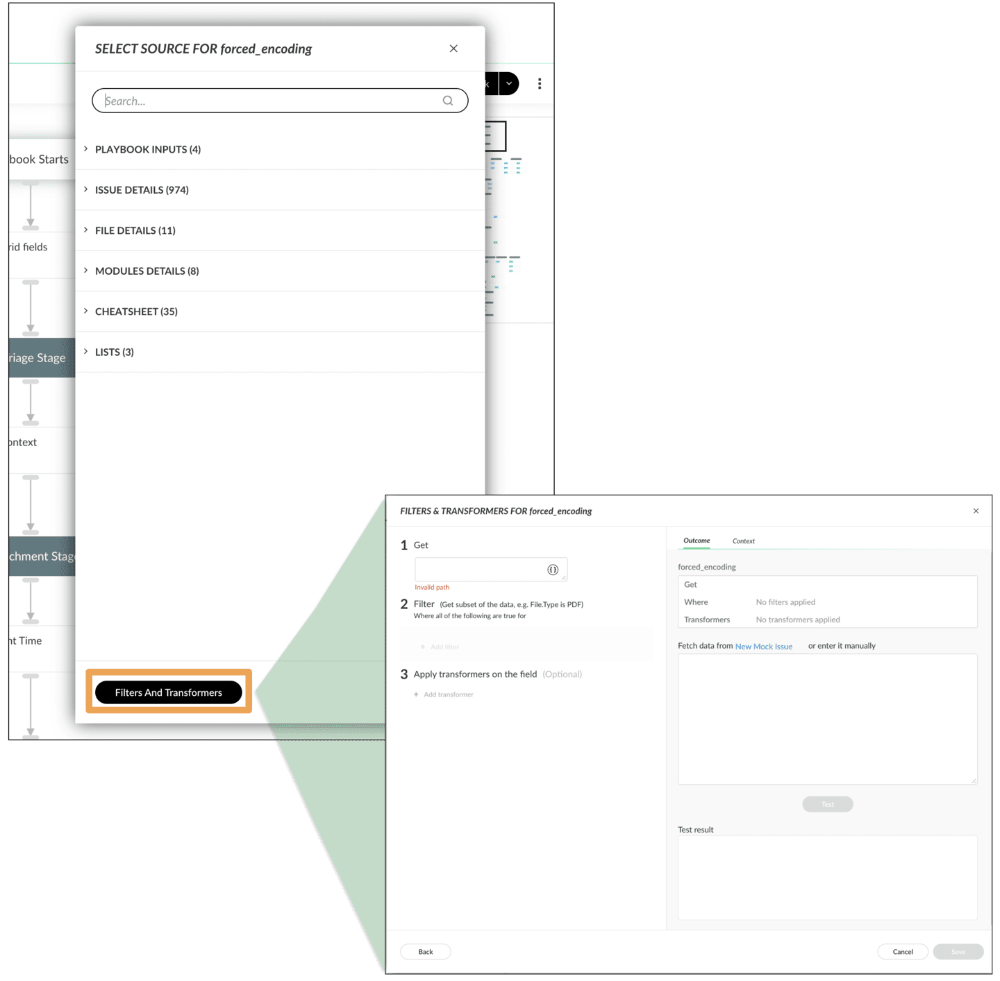 SELECT SOURCE FOR forced_encoding
Search...
PLAYBOOK INPUTS (4)
ISSUE DETAILS (974)
FILE DETAILS (11)
MODULES DETAILS (8)
CHEATSHEET (35)
LISTS (3)
Filters And Transformers
k
book Starts
rid fields
riage Stage
ontext
chment Stag
nt Time
FILTERS & TRANSFORMERS FOR forced_encoding
1 Get
{}
Invalid path
2 Filter (Get subset of the data, e.g. File.Type is PDF)
Where all of the following are true for
+ Add filter
3 Apply transformers on the field (Optional)
+ Add transformer
Outcome Context
forced_encoding
Get
Where No filters applied
Transformers No transformers applied
Fetch data from New Mock Issue or enter it manually
Test
Test result
Back Cancel Save